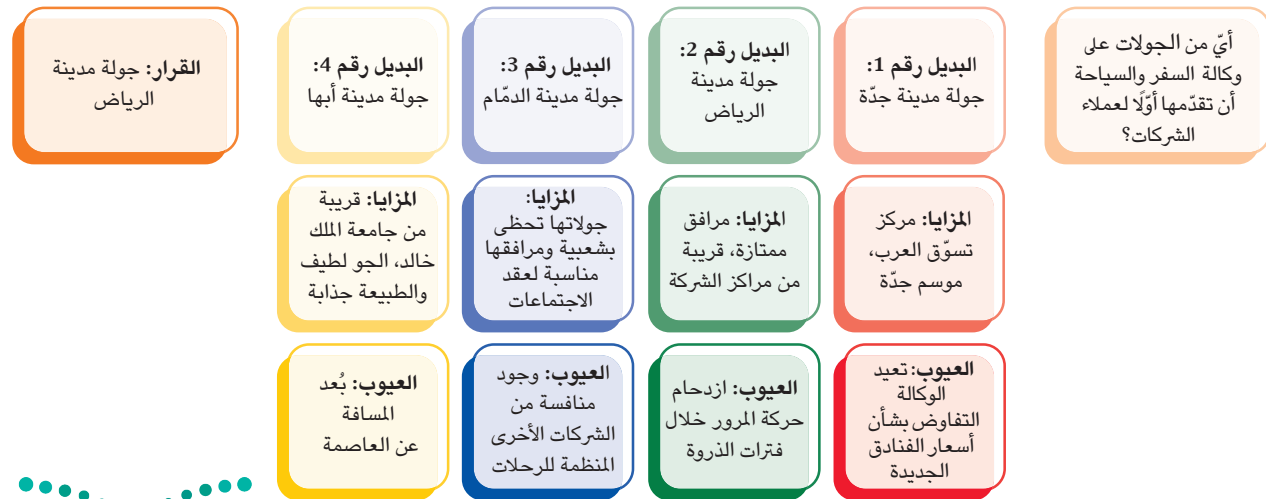 أيّ من الجولات على
وكالة السفر والسياحة
أن تقدّمها أوّلًا لعملاء
الشركات؟
البديل رقم 1:
جولة مدينة جدّة
البديل رقم 2:
جولة مدينة
الرياض
البديل رقم 3:
جولة مدينة الدمّام
البديل رقم 4:
جولة مدينة أبها
القرار: جولة مدينة
الرياض
المزايا: مركز
تسوّق العرب،
موسم جدّة
المزايا: مرافق
ممتازة، قريبة
من مراكز الشركة
المزايا:
جولاتها تحظى
بشعبية ومرافقها
مناسبة لعقد
الاجتماعات
المزايا: قريبة
من جامعة الملك
خالد، الجو لطيف
والطبيعة جذابة
العيوب: تعيد
الوكالة
التفاوض بشأن
أسعار الفنادق
الجديدة
العيوب: ازدحام
حركة المرور خلال
فترات الذروة
العيوب: وجود
منافسة من
الشركات الأخرى
المنظمة للرحلات
العيوب: بُعد
المسافة
عن العاصمة